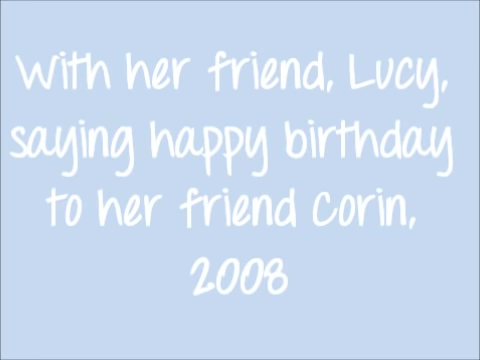 With her friend, Lucy,
saying happy birthday
to her friend Corin,
2008